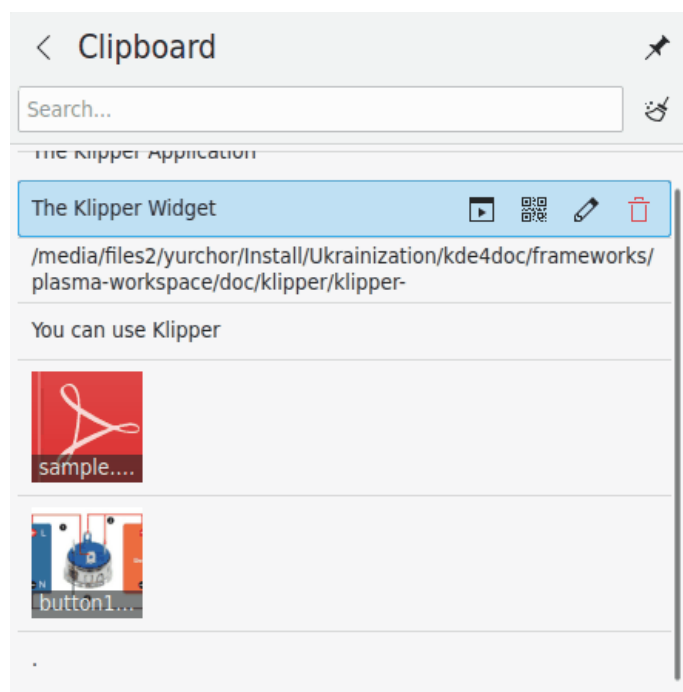 Clipboard
Search...
The Klipper Application
The Klipper Widget
/media/files2/yurchor/Install/Ukrainization/kde4doc/frameworks/
plasma-workspace/doc/klipper/klipper-
You can use Klipper
sample....
L
N
button1...
.